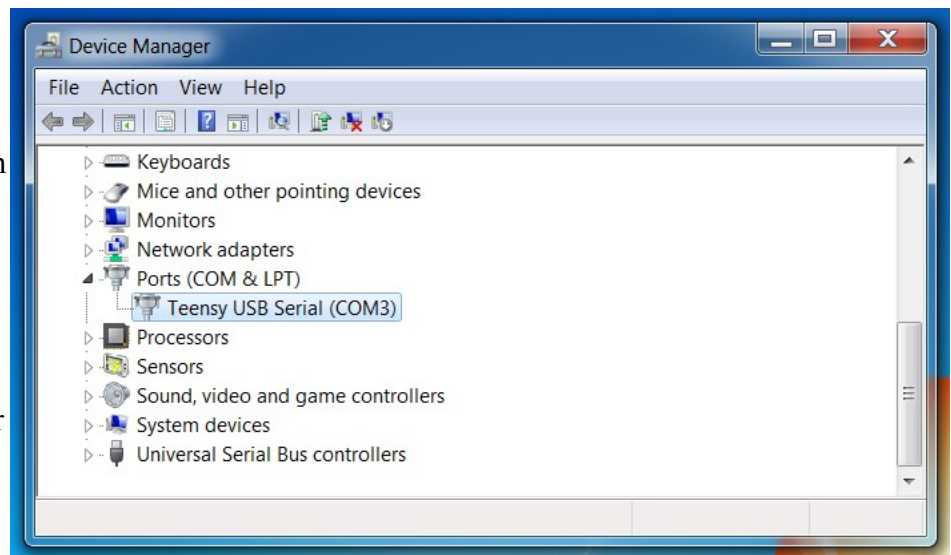 Device Manager
File Action View Help
n
Keyboards
Mice and other pointing devices
Monitors
Network adapters
Ports (COM & LPT)
Teensy USB Serial (COM3)
Processors
Sensors
Sound, video and game controllers
r
System devices
Universal Serial Bus controllers